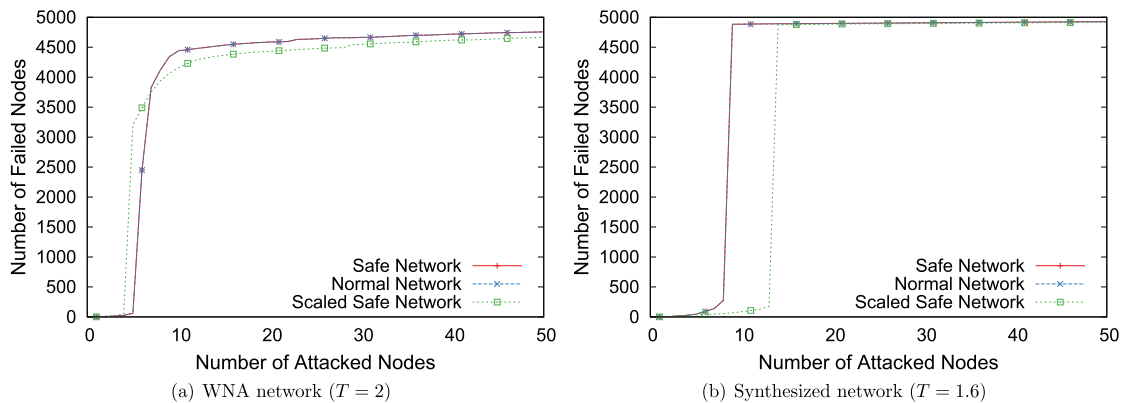 5000
4500
4000
3500
3000
2500
2000
1500
1000
500
0
Number of Failed Nodes
Safe Network
Normal Network
Scaled Safe Network
0 10 20 30 40 50
Number of Attacked Nodes
(a) WNA network (T = 2)
5000
4500
4000
3500
3000
2500
2000
1500
1000
500
0
Number of Failed Nodes
Safe Network
Normal Network
Scaled Safe Network
0 10 20 30 40 50
Number of Attacked Nodes
(b) Synthesized network (T = 1.6)